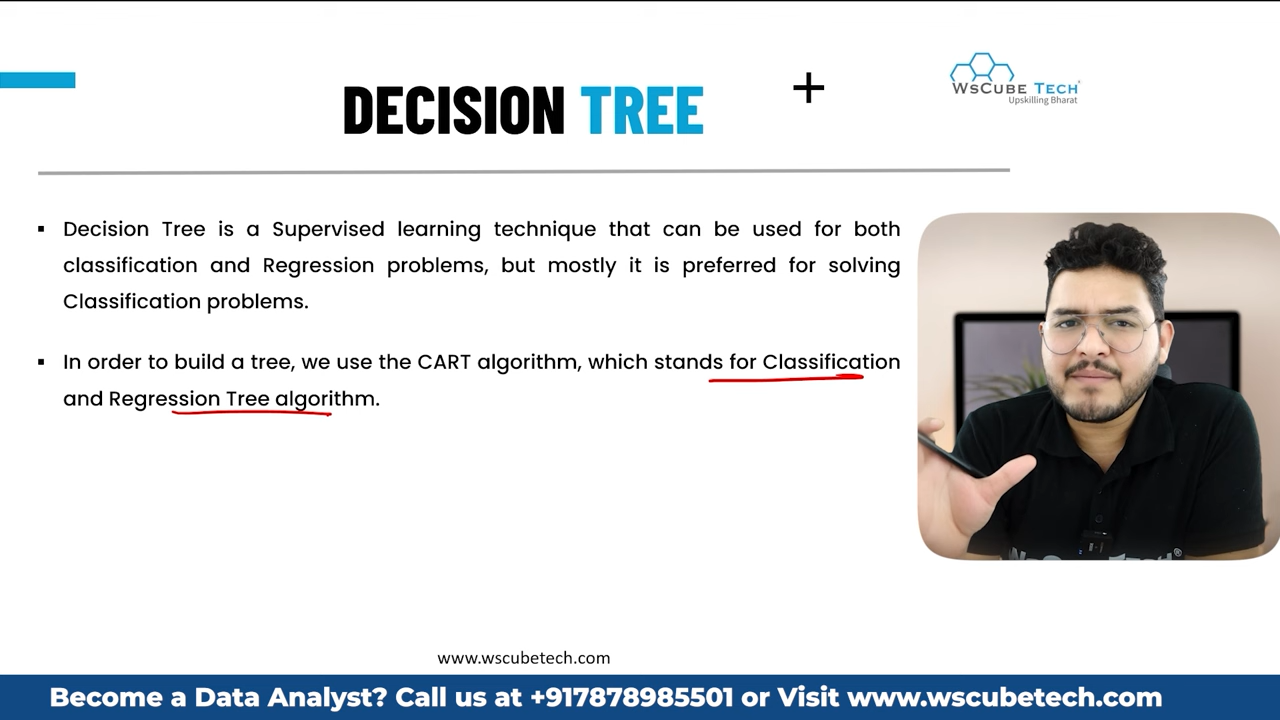 DECISION TREE
+
WSCUBE TECH
Upskilling Bharat
▪ Decision Tree is a Supervised learning technique that can be used for both
classification and Regression problems, but mostly it is preferred for solving
Classification problems.
▪ In order to build a tree, we use the CART algorithm, which stands for Classification
and Regression Tree algorithm.
www.wscubetech.com
Become a Data Analyst? Call us at +917878985501 or Visit www.wscubetech.com